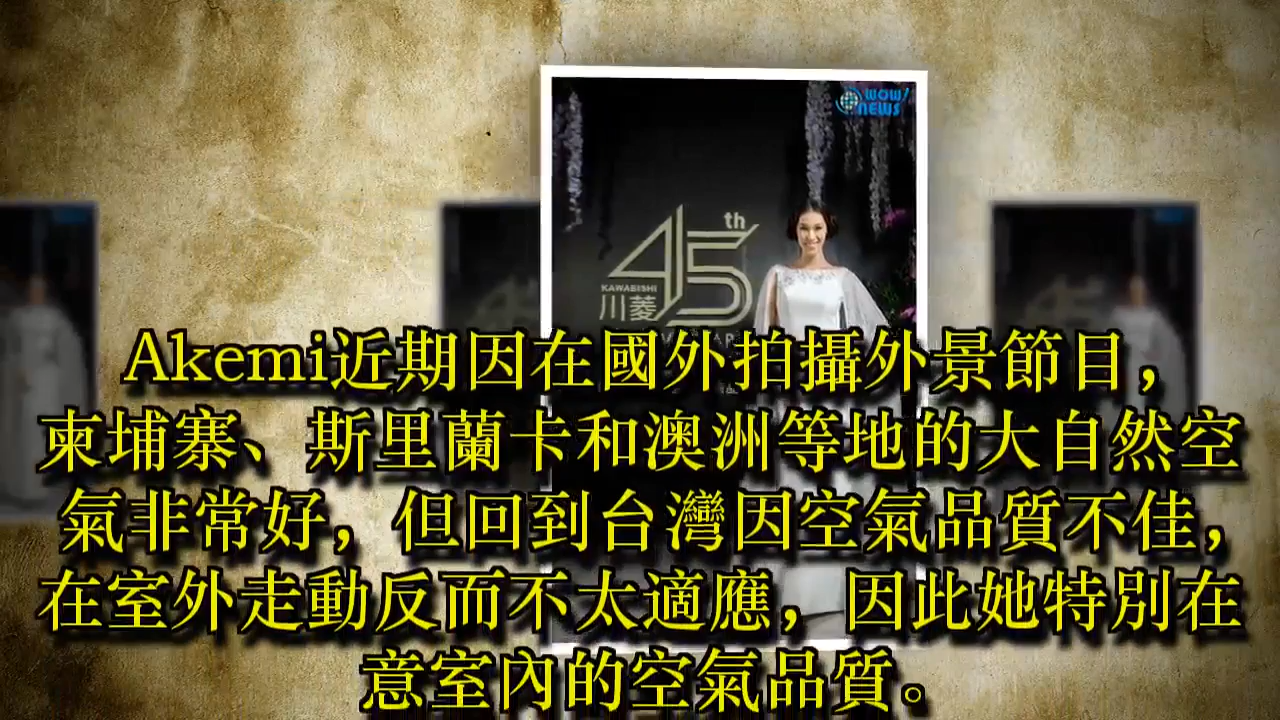 WOW!
NEWS
45th
KAWABISHI
川菱
Akemi近期因在國外拍攝外景節目，
柬埔寨、斯里蘭卡和澳洲等地的大自然空
氣非常好，但回到台灣因空氣品質不佳，
在室外走動反而不太適應，因此她特別在
意室內的空氣品質。